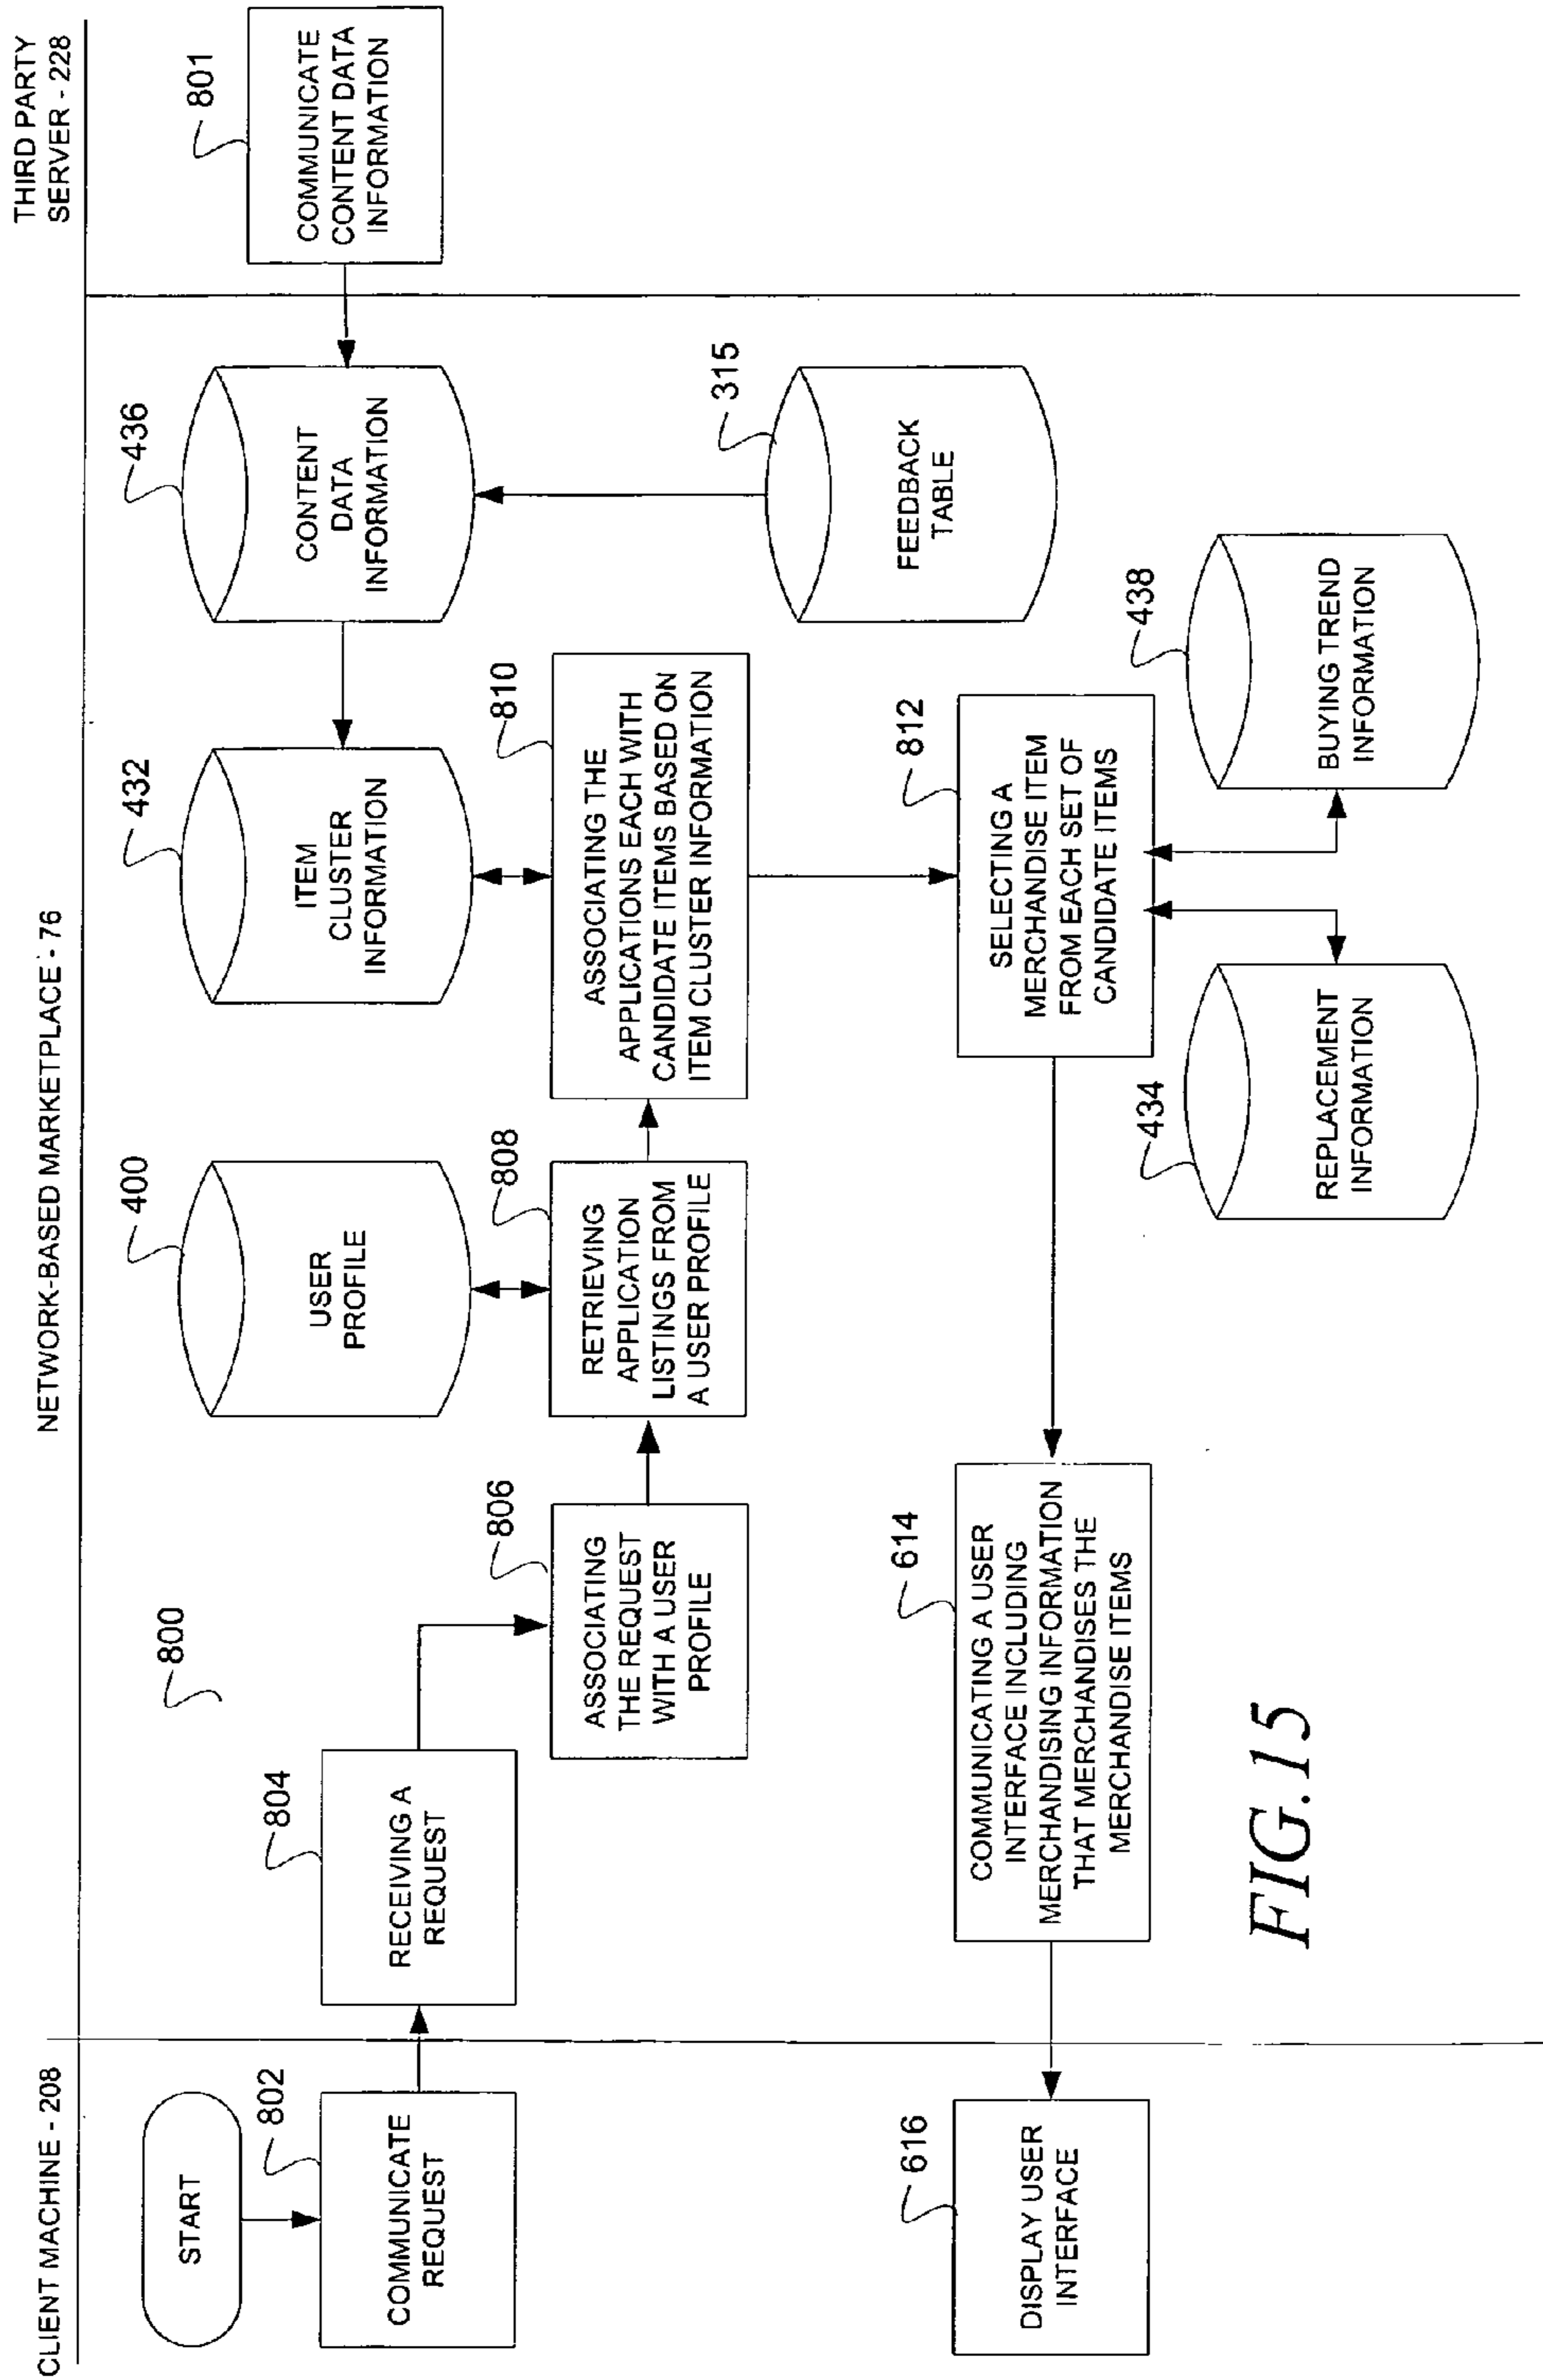 CLIENT MACHINE - 208
NETWORK-BASED MARKETPLACE - 76
THIRD PARTY
SERVER - 228
START
802
COMMUNICATE
REQUEST
804
RECEIVING A
REQUEST
800
806
ASSOCIATING
THE REQUEST
WITH A USER
PROFILE
400
USER
PROFILE
808
RETRIEVING
APPLICATION
LISTINGS FROM
A USER PROFILE
432
ITEM
CLUSTER
INFORMATION
810
ASSOCIATING THE
APPLICATIONS EACH WITH
CANDIDATE ITEMS BASED ON
ITEM CLUSTER INFORMATION
436
CONTENT
DATA
INFORMATION
801
COMMUNICATE
CONTENT DATA
INFORMATION
315
FEEDBACK
TABLE
812
SELECTING A
MERCHANDISE ITEM
FROM EACH SET OF
CANDIDATE ITEMS
434
REPLACEMENT
INFORMATION
438
BUYING TREND
INFORMATION
614
COMMUNICATING A USER
INTERFACE INCLUDING
MERCHANDISING INFORMATION
THAT MERCHANDISES THE
MERCHANDISE ITEMS
616
DISPLAY USER
INTERFACE
FIG.15